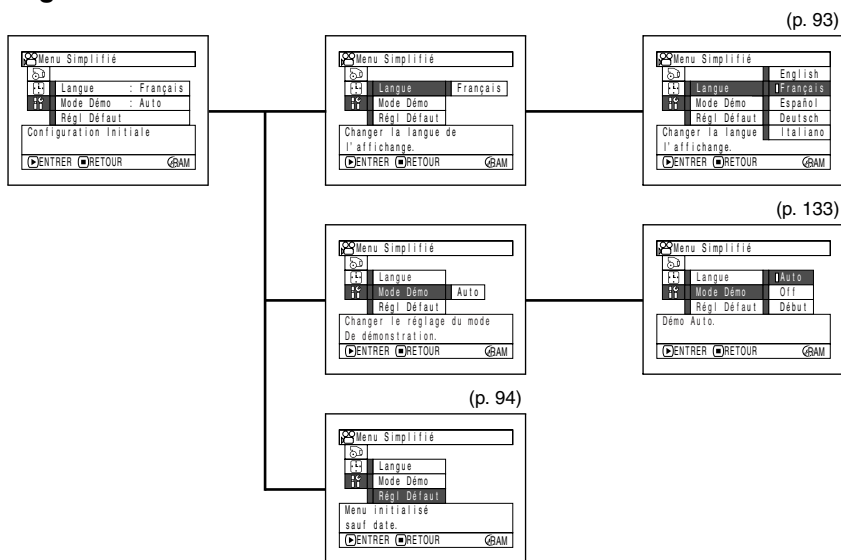 (p. 93)
Menu Simplifié
Langue : Français
Mode Démo : Auto
Régl Défaut
Configuration Initiale
ENTRER RETOUR RAM
Menu Simplifié
Langue Français
Mode Démo
Régl Défaut
Changer la langue de
l'affichange.
ENTRER RETOUR RAM
Menu Simplifié
English
Langue Français
Mode Démo Español
Régl Défaut Deutsch
Changer la langue Italiano
l'affichange.
ENTRER RETOUR RAM
(p. 133)
Menu Simplifié
Langue
Mode Démo Auto
Régl Défaut
Changer le réglage du mode
De démonstration.
ENTRER RETOUR RAM
Menu Simplifié
Langue Auto
Mode Démo Off
Régl Défaut Début
Démo Auto.
ENTRER RETOUR RAM
(p. 94)
Menu Simplifié
Langue
Mode Démo
Régl Défaut
Menu initialisé
sauf date.
ENTRER RETOUR RAM